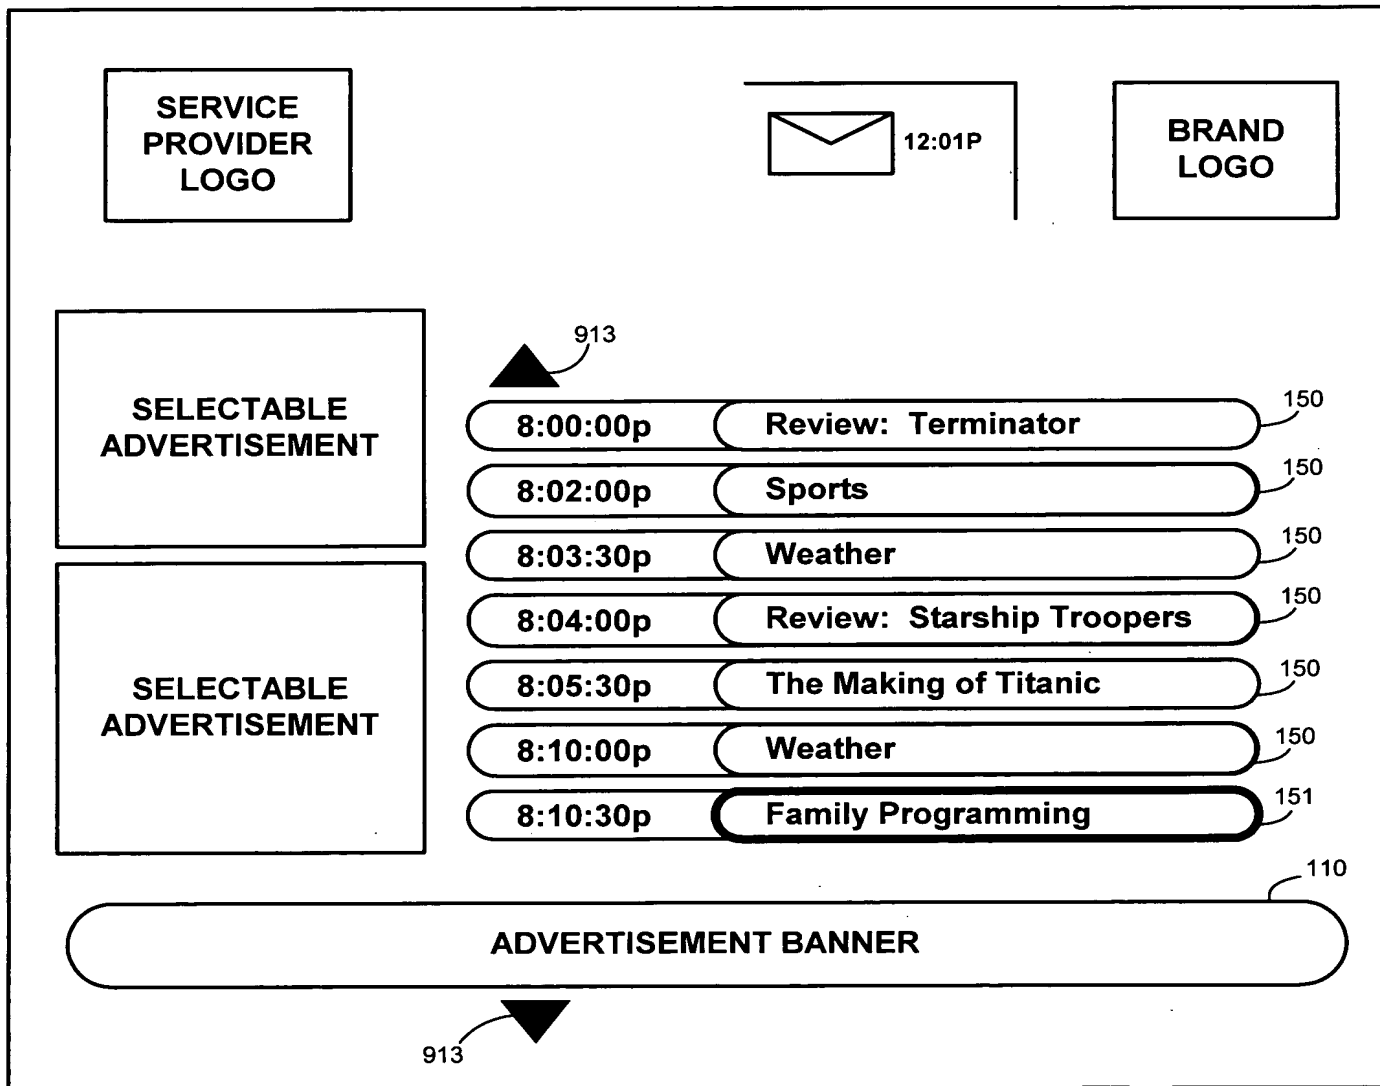 SERVICE
PROVIDER
LOGO
12:01P
BRAND
LOGO
SELECTABLE
ADVERTISEMENT
SELECTABLE
ADVERTISEMENT
913
8:00:00p Review: Terminator 150
8:02:00p Sports 150
8:03:30p Weather 150
8:04:00p Review: Starship Troopers 150
8:05:30p The Making of Titanic 150
8:10:00p Weather 150
8:10:30p Family Programming 151
110
ADVERTISEMENT BANNER
913